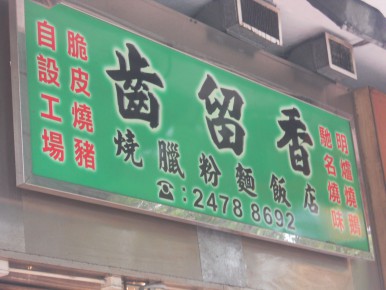 脆皮燒豬
自設工場
齒留香
燒臘粉麵飯店
☎:2478 8692
明爐燒鵝
馳名燒味